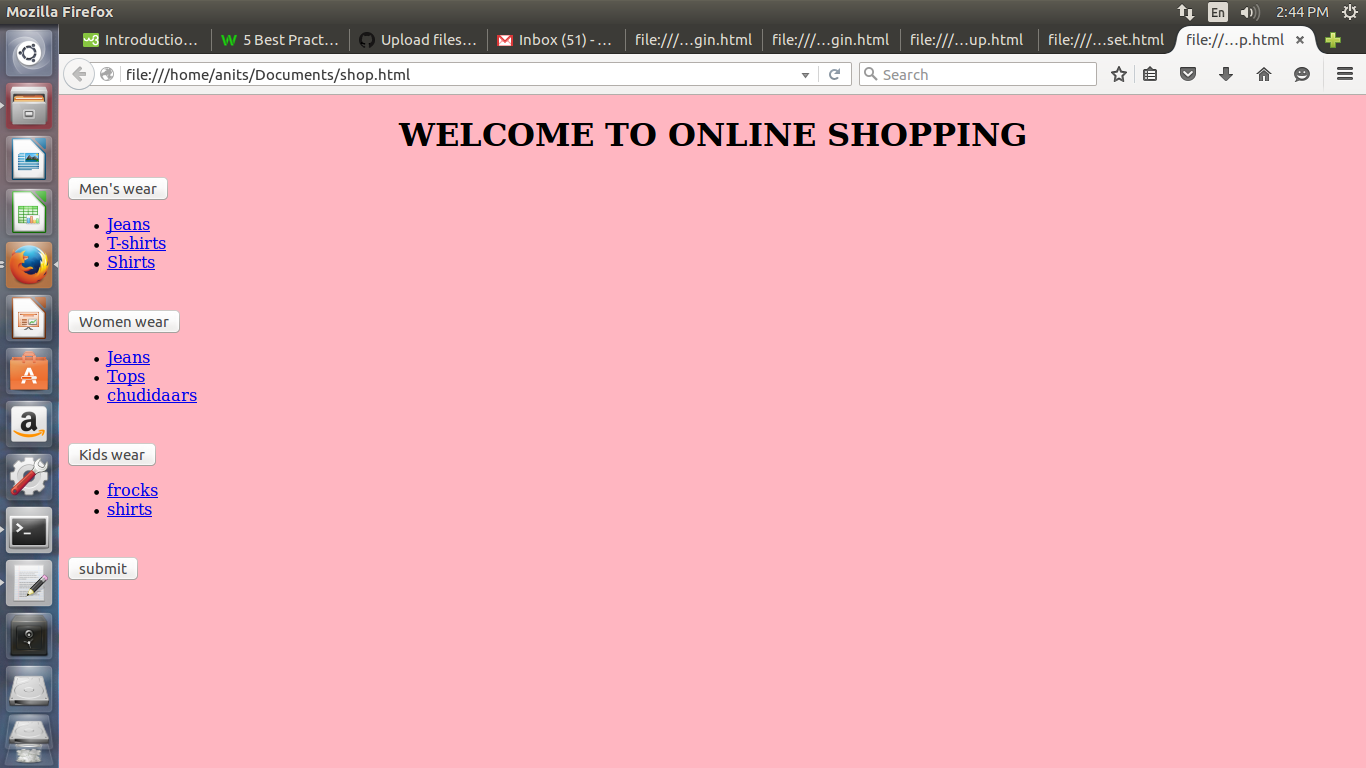 Mozilla Firefox
En
2:44 PM
Introductio...
5 Best Pract...
Upload files...
Inbox (51) - ...
file:///...gin.html
file:///...gin.html
file:///...up.html
file:///...set.html
file://...p.html
file:///home/anits/Documents/shop.html
Search
WELCOME TO ONLINE SHOPPING
Men's wear
Jeans
T-shirts
Shirts
Women wear
Jeans
Tops
chudidaars
Kids wear
frocks
shirts
submit